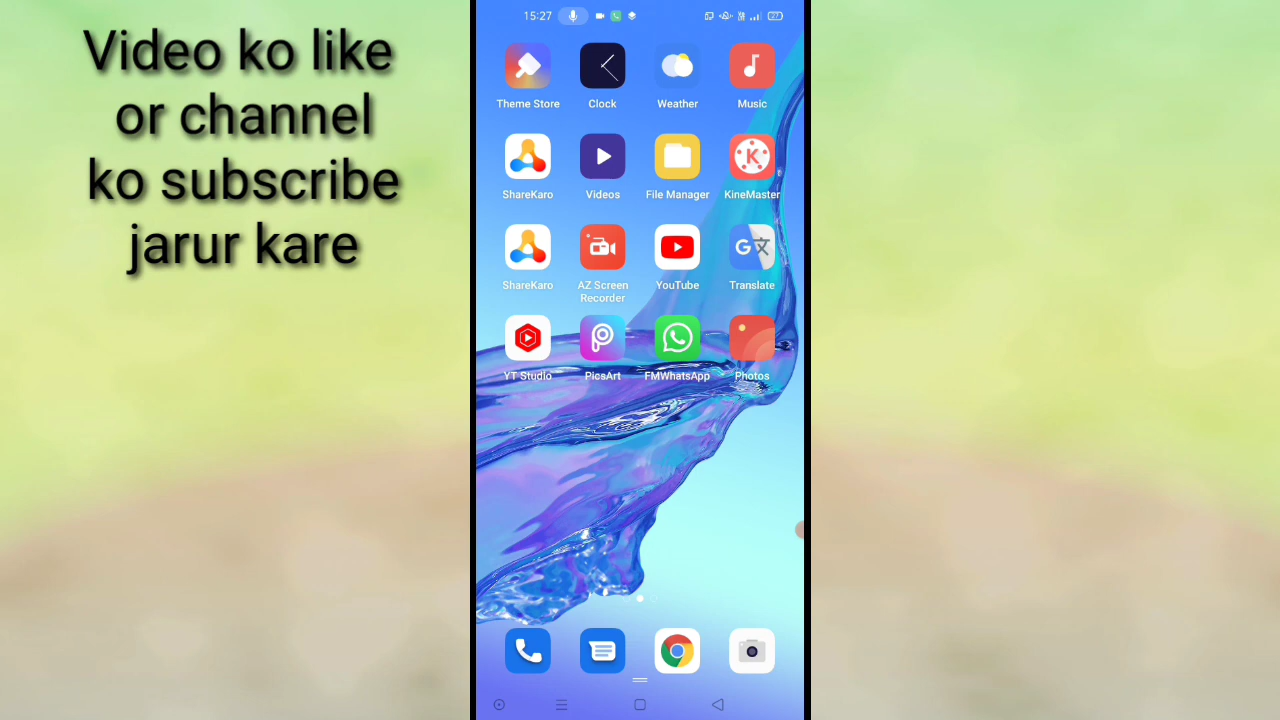 Video ko like
or channel
ko subscribe
jarur kare
15:27
27
Theme Store
Clock
Weather
Music
ShareKaro
Videos
File Manager
KineMaster
ShareKaro
AZ Screen
Recorder
YouTube
Translate
YT Studio
PicsArt
FMWhatsApp
Photos